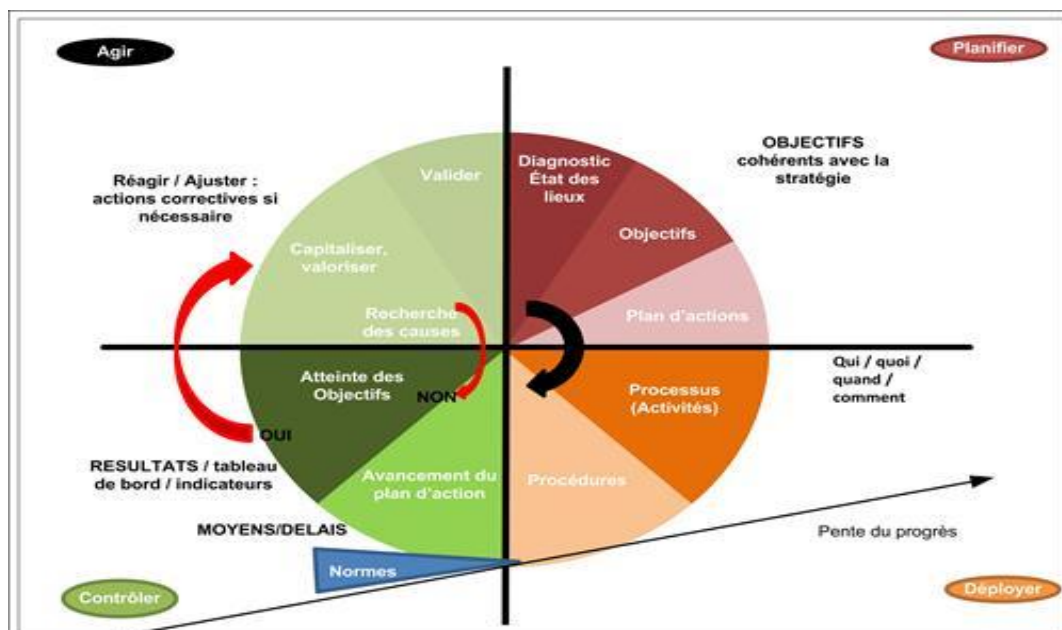 Agir
Planifier
Réagir / Ajuster :
actions correctives si
nécessaire
Valider
Diagnostic
État des
lieux
OBJECTIFS
cohérents avec la
stratégie
Capitaliser,
valoriser
Objectifs
Recherche
des causes
Plan d'actions
Atteinte des
Objectifs
NON
OUI
Processus
(Activités)
Qui / quoi /
quand /
comment
RESULTATS / tableau
de bord / indicateurs
Avancement du
plan d'action
Procédures
MOYENS/DELAIS
Pente du progrès
Normes
Contrôler
Déployer